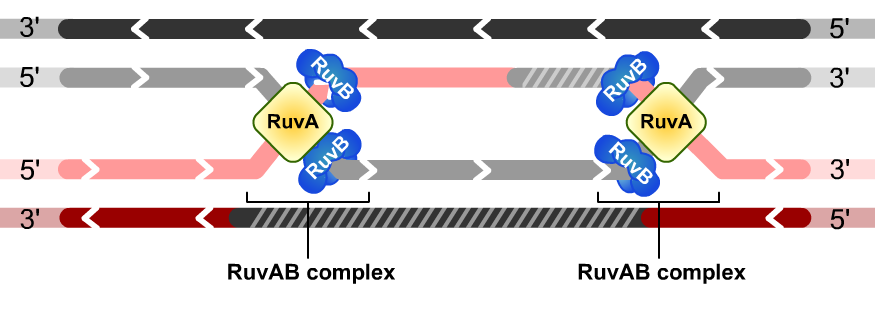 3' 5'
5' RuvB RuvB 3'
RuvA RuvA
5' RuvB RuvB 3'
3' 5'
RuvAB complex RuvAB complex